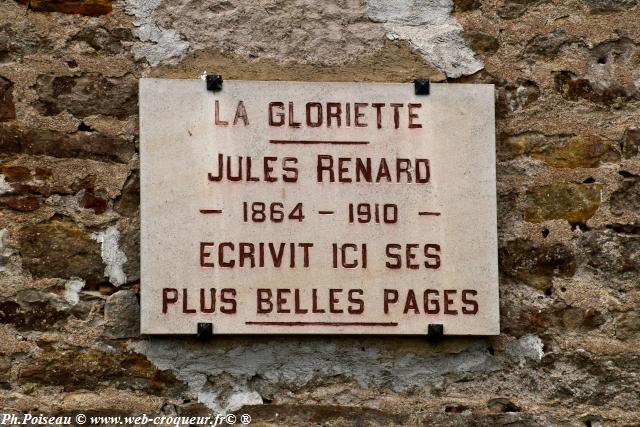 LA GLORIETTE
JULES RENARD
- 1864 - 1910 -
ECRIVIT ICI SES
PLUS BELLES PAGES
Ph.Poiseau © www.web-croqueur.fr ® ©